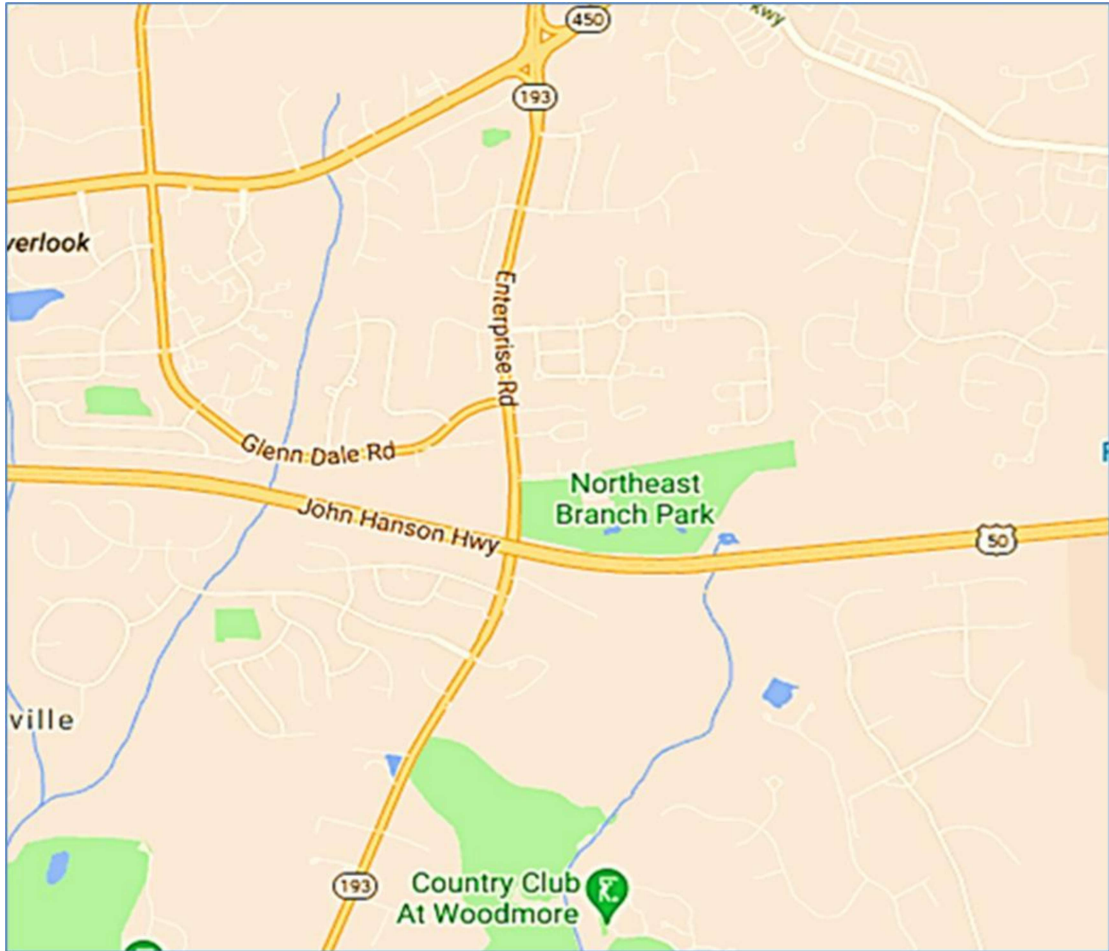 450
kwy
193
verlook
Enterprise Rd
Glenn Dale Rd
Northeast
Branch Park
John Hanson Hwy
50
ville
193
Country Club
At Woodmore